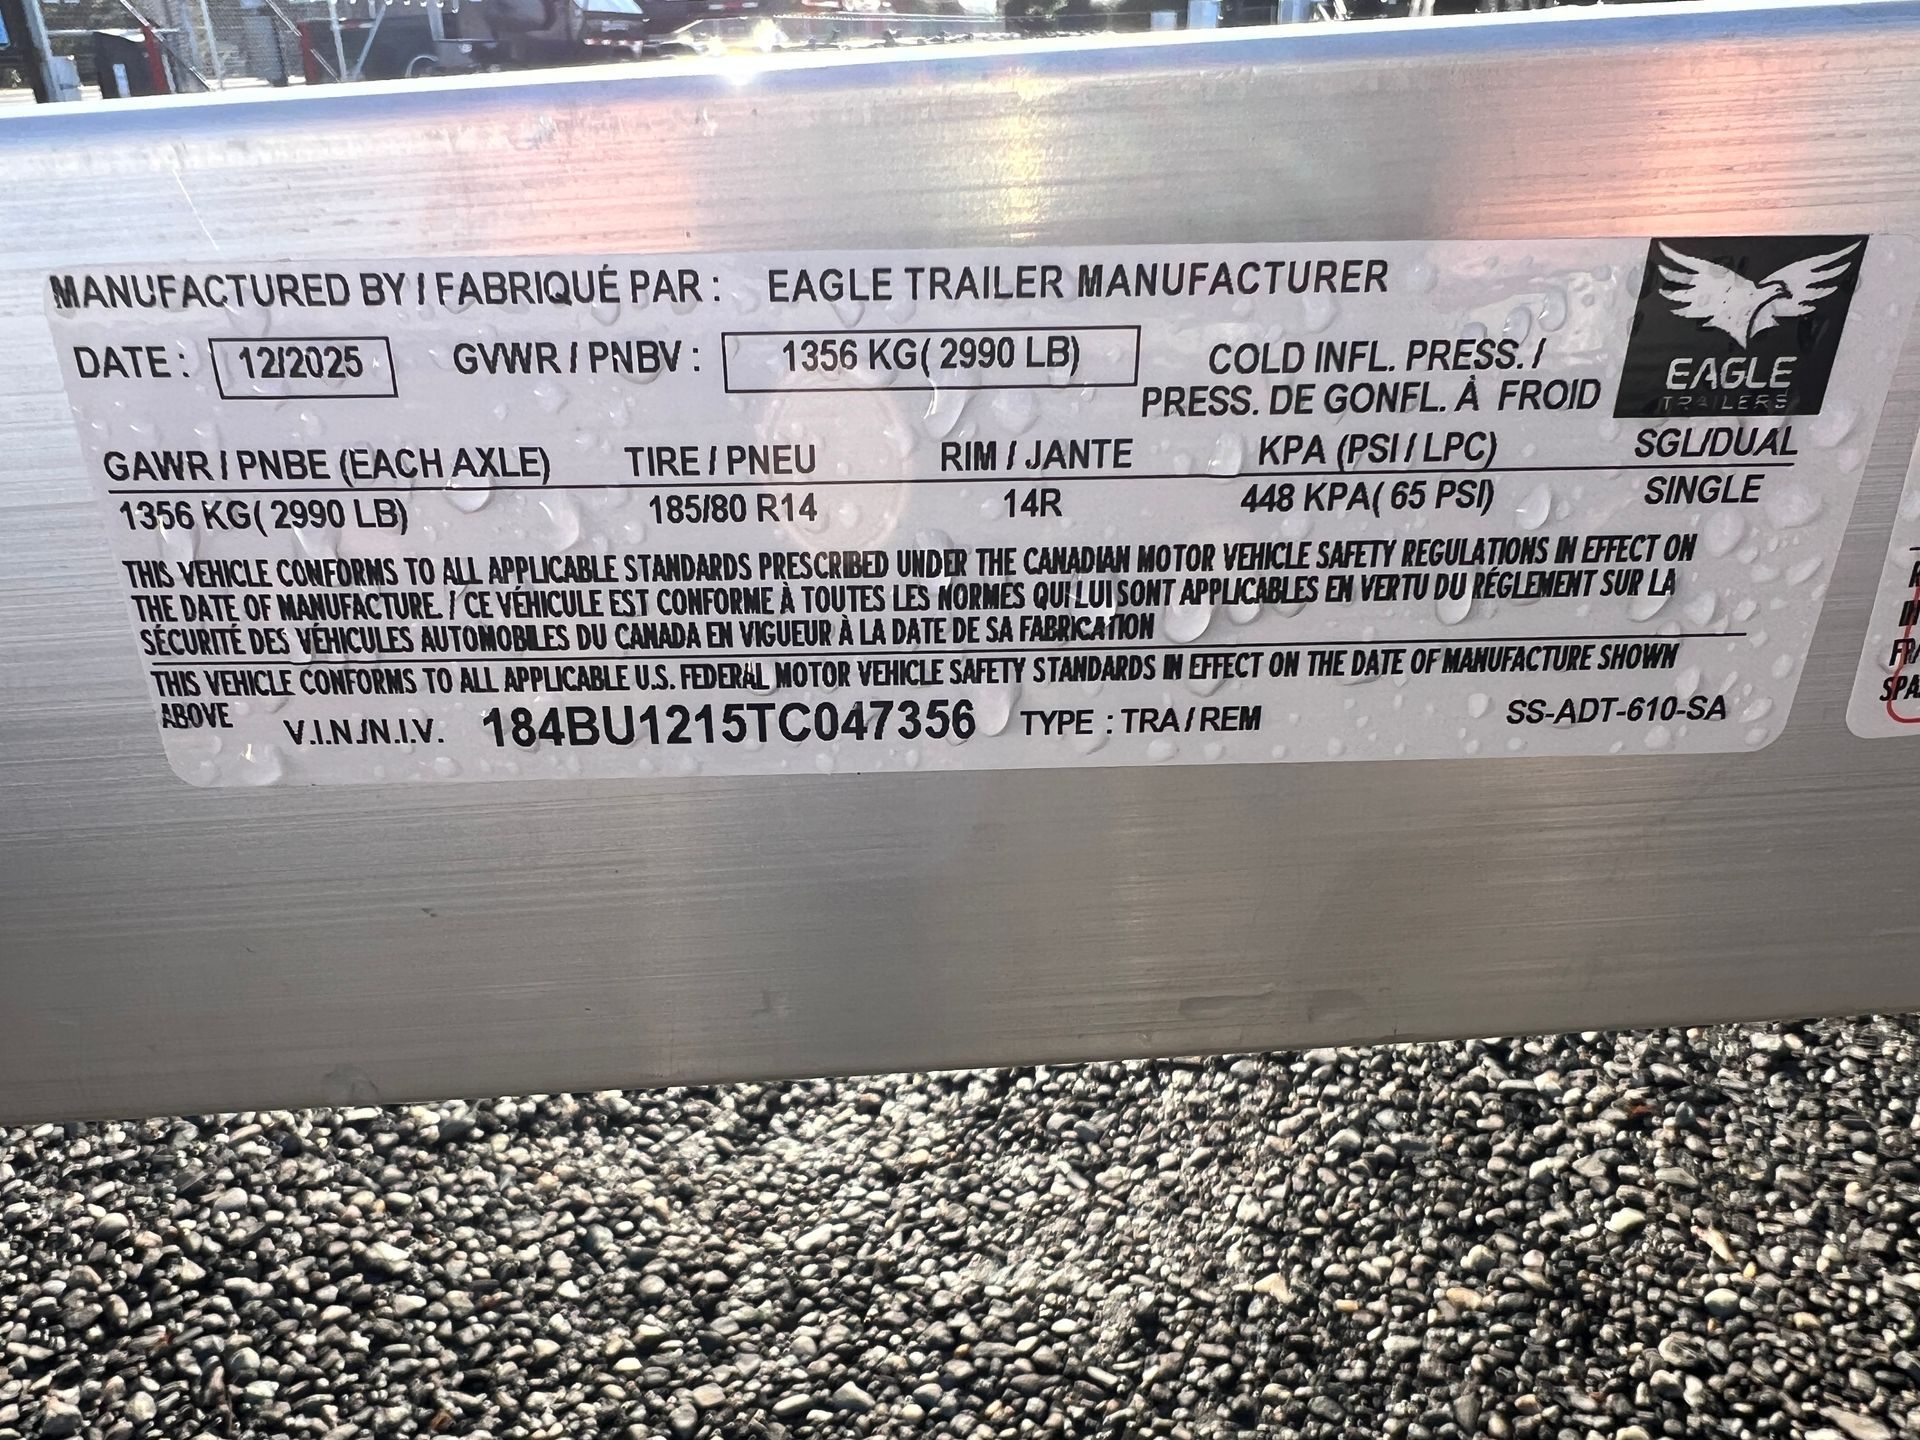 MANUFACTURED BY / FABRIQUÉ PAR : EAGLE TRAILER MANUFACTURER
DATE : 12/2025 GVWR / PNBV : 1356 KG( 2990 LB) COLD INFL. PRESS. /
PRESS. DE GONFL. À FROID
EAGLE
TRAILERS
GAWR / PNBE (EACH AXLE) TIRE / PNEU RIM / JANTE KPA (PSI / LPC) SGL/DUAL
1356 KG( 2990 LB) 185/80 R14 14R 448 KPA( 65 PSI) SINGLE
THIS VEHICLE CONFORMS TO ALL APPLICABLE STANDARDS PRESCRIBED UNDER THE CANADIAN MOTOR VEHICLE SAFETY REGULATIONS IN EFFECT ON
THE DATE OF MANUFACTURE. / CE VÉHICULE EST CONFORME À TOUTES LES NORMES QUI LUI SONT APPLICABLES EN VERTU DU RÉGLEMENT SUR LA
SÉCURITÉ DES VÉHICULES AUTOMOBILES DU CANADA EN VIGUEUR À LA DATE DE SA FABRICATION
THIS VEHICLE CONFORMS TO ALL APPLICABLE U.S. FEDERAL MOTOR VEHICLE SAFETY STANDARDS IN EFFECT ON THE DATE OF MANUFACTURE SHOWN
ABOVE
V.I.N./N.I.V. 184BU1215TC047356 TYPE : TRA / REM SS-ADT-610-SA